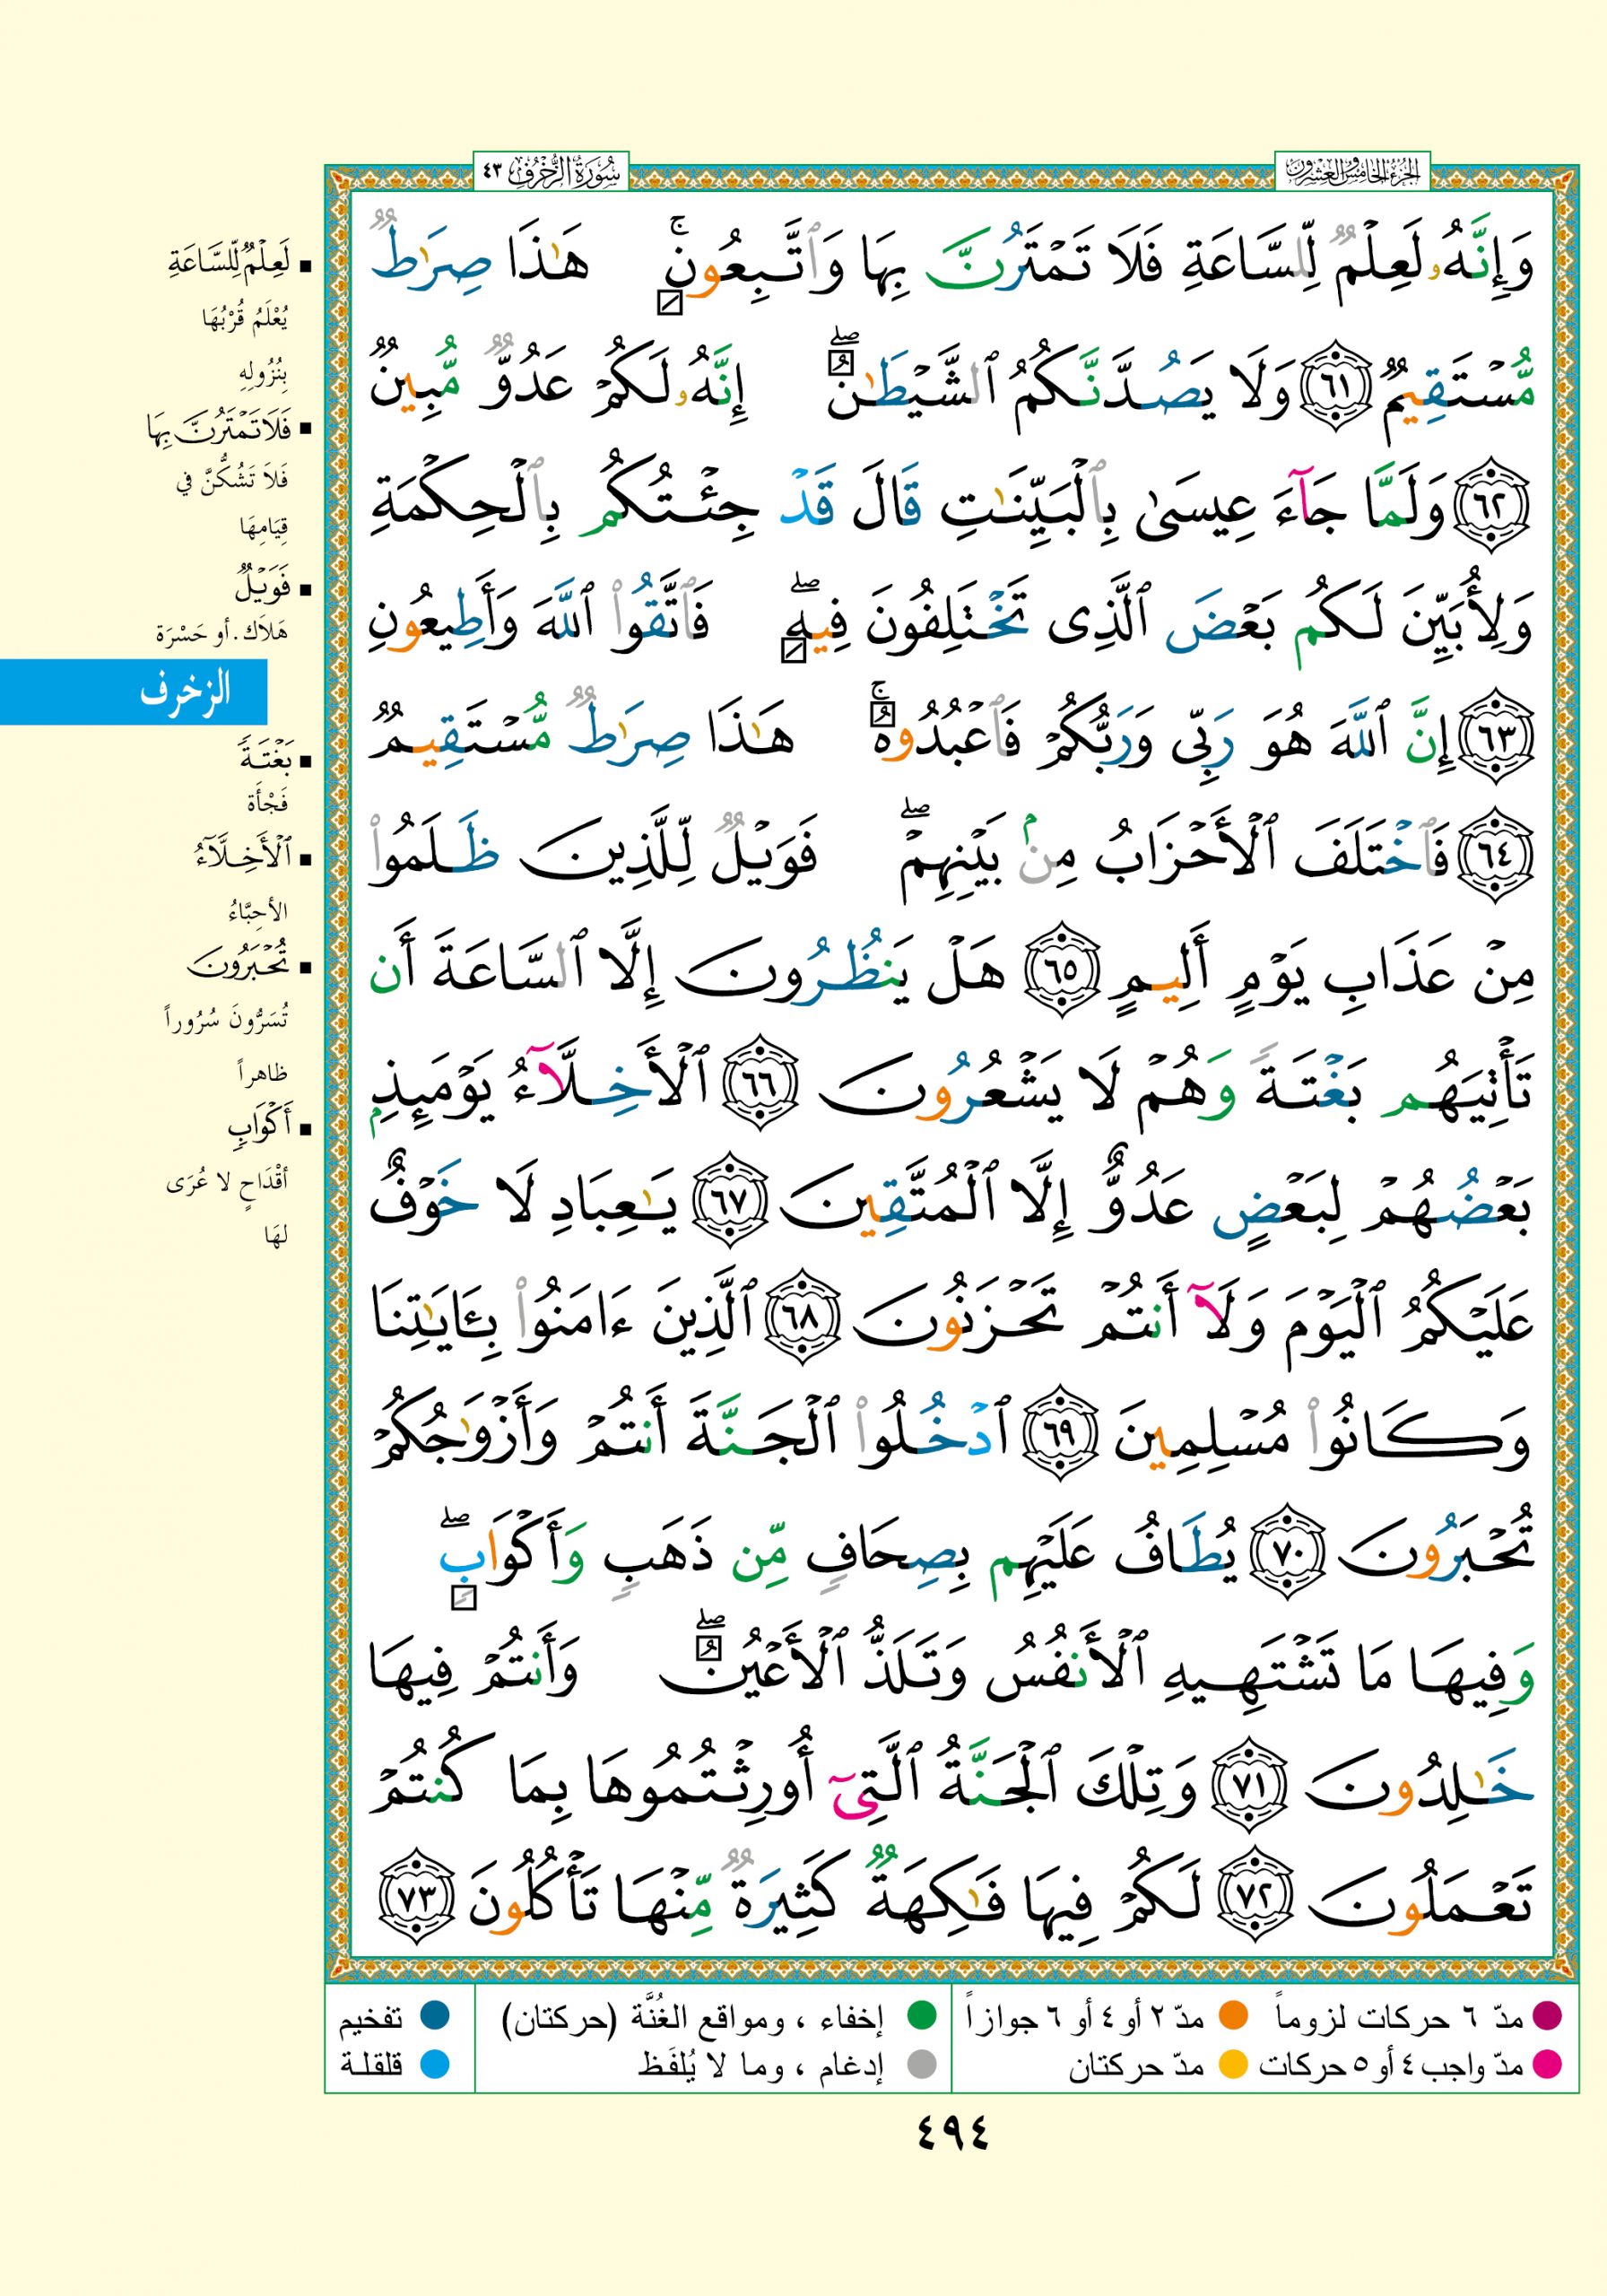 الجزء الخامس والعشرون
سورة الزخرف ٤٣
وَإِنَّهُۥ لَعِلۡمٞ لِّلسَّاعَةِ فَلَا تَمۡتَرُنَّ بِهَا وَٱتَّبِعُونِۚ هَٰذَا صِرَٰطٞ
مُّسۡتَقِيمٞ ٦١ وَلَا يَصُدَّنَّكُمُ ٱلشَّيۡطَٰنُۖ إِنَّهُۥ لَكُمۡ عَدُوّٞ مُّبِينٞ
٦٢ وَلَمَّا جَآءَ عِيسَىٰ بِٱلۡبَيِّنَٰتِ قَالَ قَدۡ جِئۡتُكُم بِٱلۡحِكۡمَةِ
وَلِأُبَيِّنَ لَكُم بَعۡضَ ٱلَّذِي تَخۡتَلِفُونَ فِيهِۖ فَٱتَّقُواْ ٱللَّهَ وَأَطِيعُونِ
٦٣ إِنَّ ٱللَّهَ هُوَ رَبِّي وَرَبُّكُمۡ فَٱعۡبُدُوهُۚ هَٰذَا صِرَٰطٞ مُّسۡتَقِيمٞ
٦٤ فَٱخۡتَلَفَ ٱلۡأَحۡزَابُ مِنۢ بَيۡنِهِمۡۖ فَوَيۡلٞ لِّلَّذِينَ ظَلَمُواْ
مِنۡ عَذَابِ يَوۡمٍ أَلِيمٍ ٦٥ هَلۡ يَنظُرُونَ إِلَّا ٱلسَّاعَةَ أَن
تَأۡتِيَهُم بَغۡتَةٗ وَهُمۡ لَا يَشۡعُرُونَ ٦٦ ٱلۡأَخِلَّآءُ يَوۡمَئِذِۭ
بَعۡضُهُمۡ لِبَعۡضٍ عَدُوٌّ إِلَّا ٱلۡمُتَّقِينَ ٦٧ يَٰعِبَادِ لَا خَوۡفٌ
عَلَيۡكُمُ ٱلۡيَوۡمَ وَلَآ أَنتُمۡ تَحۡزَنُونَ ٦٨ ٱلَّذِينَ ءَامَنُواْ بِـَٔايَٰتِنَا
وَكَانُواْ مُسۡلِمِينَ ٦٩ ٱدۡخُلُواْ ٱلۡجَنَّةَ أَنتُمۡ وَأَزۡوَٰجُكُمۡ
تُحۡبَرُونَ ٧٠ يُطَافُ عَلَيۡهِم بِصِحَافٖ مِّن ذَهَبٖ وَأَكۡوَابٖۖ
وَفِيهَا مَا تَشۡتَهِيهِ ٱلۡأَنفُسُ وَتَلَذُّ ٱلۡأَعۡيُنُۖ وَأَنتُمۡ فِيهَا
خَٰلِدُونَ ٧١ وَتِلۡكَ ٱلۡجَنَّةُ ٱلَّتِيٓ أُورِثۡتُمُوهَا بِمَا كُنتُمۡ
تَعۡمَلُونَ ٧٢ لَكُمۡ فِيهَا فَٰكِهَةٞ كَثِيرَةٞ مِّنۡهَا تَأۡكُلُونَ ٧٣
■ لَعِلۡمٞ لِّلسَّاعَةِ
يُعْلَمُ قُرْبُهَا
بِنُزُولِهِ
■ فَلَا تَمۡتَرُنَّ بِهَا
فَلاَ تَشُكُّنَّ في
قِيَامِهَا
■ فَوَيۡلٞ
هَلاَك. أو حَسْرَة
الزخرف
■ بَغۡتَةٗ
فَجْأَة
■ ٱلۡأَخِلَّآءُ
الأحِبَّاءُ
■ تُحۡبَرُونَ
تُسَرُّونَ سُرُوراً
ظاهراً
■ أَكۡوَابٖ
أقْدَاحٍ لا عُرَى
لهَا
مدّ ٦ حركات لزوماً مدّ ٢ أو ٤ أو ٦ جوازاً إخفاء ، ومواقع الغُنَّة (حركتان) تفخيم
مدّ واجب ٤ أو ٥ حركات مدّ حركتان إدغام ، وما لا يُلفَظ قلقلة
٤٩٤